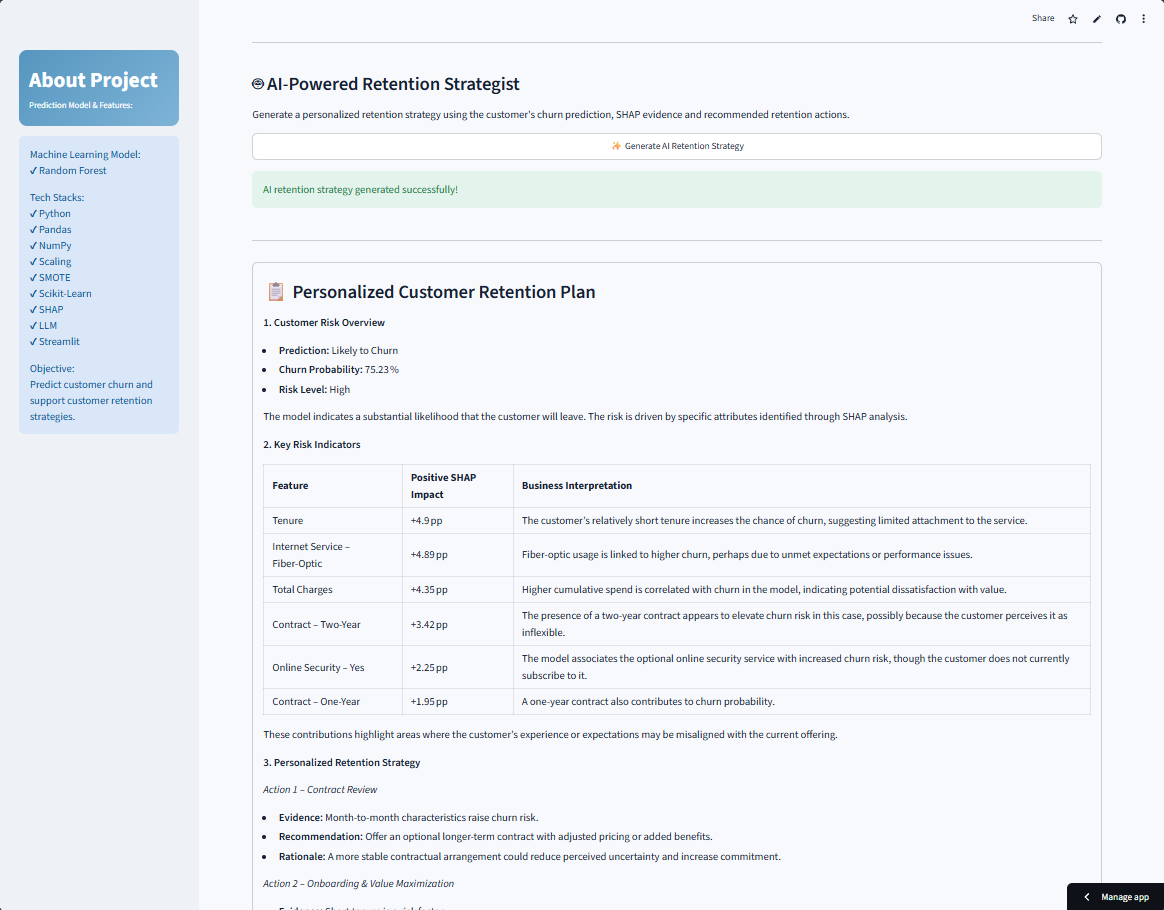 Share
About Project
Prediction Model & Features:
Machine Learning Model:
✓ Random Forest
Tech Stacks:
✓ Python
✓ Pandas
✓ NumPy
✓ Scaling
✓ SMOTE
✓ Scikit-Learn
✓ SHAP
✓ LLM
✓ Streamlit
Objective:
Predict customer churn and
support customer retention
strategies.
AI-Powered Retention Strategist
Generate a personalized retention strategy using the customer's churn prediction, SHAP evidence and recommended retention actions.
✨ Generate AI Retention Strategy
AI retention strategy generated successfully!
📋 Personalized Customer Retention Plan
1. Customer Risk Overview
• Prediction: Likely to Churn
• Churn Probability: 75.23 %
• Risk Level: High
The model indicates a substantial likelihood that the customer will leave. The risk is driven by specific attributes identified through SHAP analysis.
2. Key Risk Indicators
Feature
Positive SHAP
Impact
Business Interpretation
Tenure
+4.9 pp
The customer's relatively short tenure increases the chance of churn, suggesting limited attachment to the service.
Internet Service –
Fiber-Optic
+4.89 pp
Fiber-optic usage is linked to higher churn, perhaps due to unmet expectations or performance issues.
Total Charges
+4.35 pp
Higher cumulative spend is correlated with churn in the model, indicating potential dissatisfaction with value.
Contract – Two-Year
+3.42 pp
The presence of a two-year contract appears to elevate churn risk in this case, possibly because the customer perceives it as
inflexible.
Online Security – Yes
+2.25 pp
The model associates the optional online security service with increased churn risk, though the customer does not currently
subscribe to it.
Contract – One-Year
+1.95 pp
A one-year contract also contributes to churn probability.
These contributions highlight areas where the customer's experience or expectations may be misaligned with the current offering.
3. Personalized Retention Strategy
Action 1 – Contract Review
• Evidence: Month-to-month characteristics raise churn risk.
• Recommendation: Offer an optional longer-term contract with adjusted pricing or added benefits.
• Rationale: A more stable contractual arrangement could reduce perceived uncertainty and increase commitment.
Action 2 – Onboarding & Value Maximization
Manage app